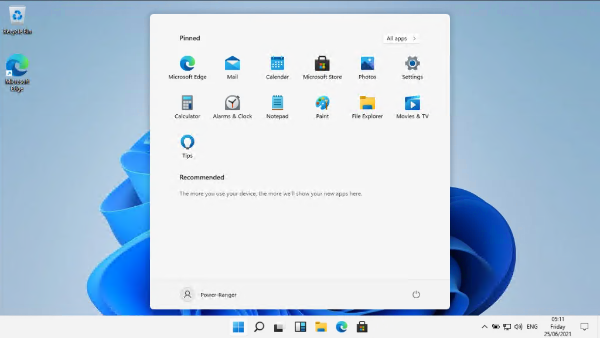 Recycle Bin
Microsoft
Edge
Pinned
All apps >
Microsoft Edge
Mail
Calendar
Microsoft Store
Photos
Settings
Calculator
Alarms & Clock
Notepad
Paint
File Explorer
Movies & TV
Tips
Recommended
The more you use your device, the more we'll show your new apps here.
Power-Ranger
ENG
05:11
Friday
25/06/2021